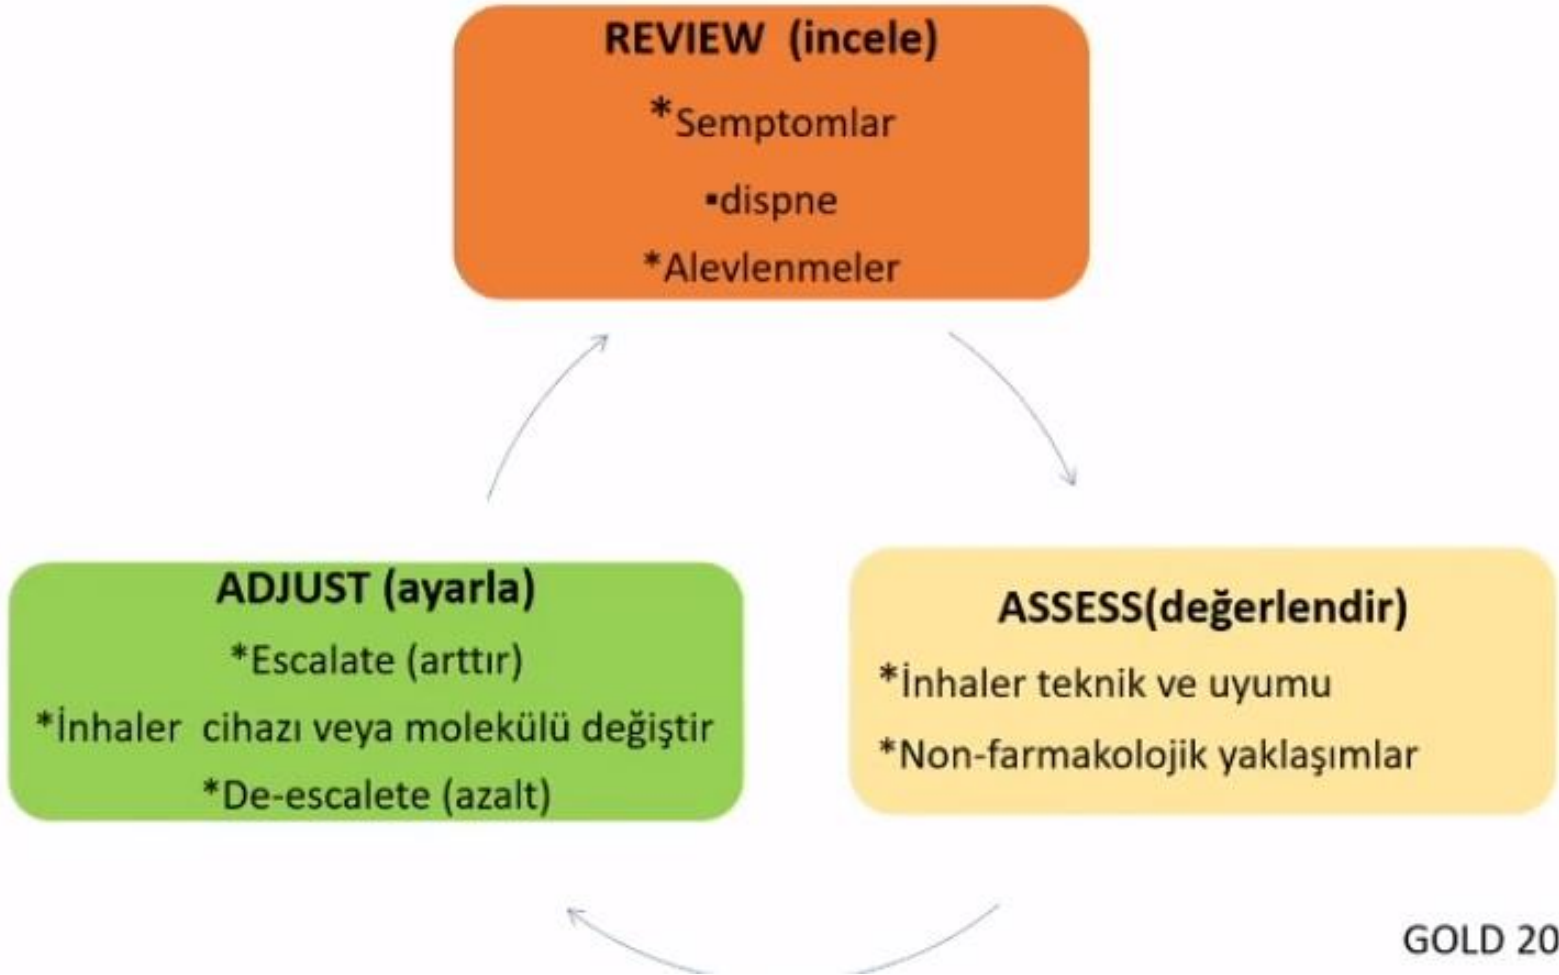 REVIEW (incele)
*Semptomlar
▪dispne
*Alevlenmeler
ADJUST (ayarla)
*Escalate (arttır)
*İnhaler cihazı veya molekülü değiştir
*De-escalete (azalt)
ASSESS(değerlendir)
*İnhaler teknik ve uyumu
*Non-farmakolojik yaklaşımlar
GOLD 20